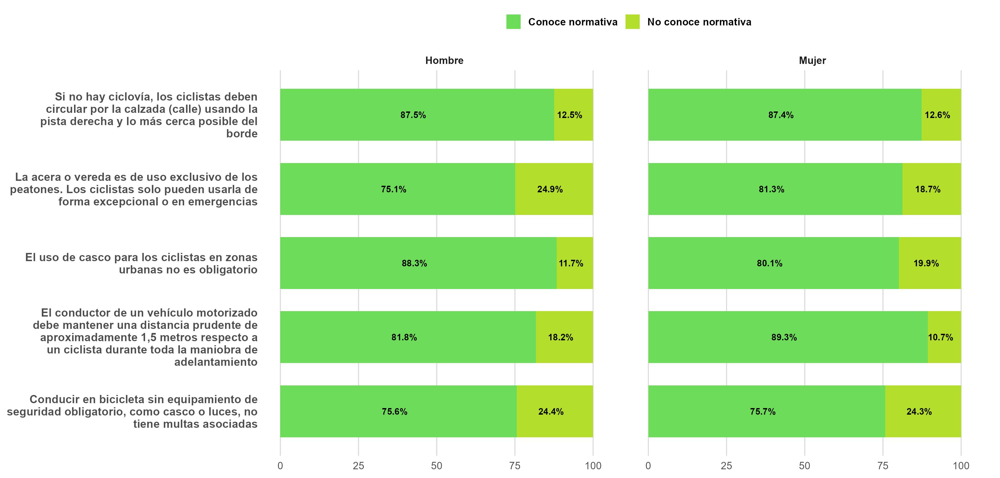 Conoce normativa No conoce normativa
Hombre Mujer
Si no hay ciclovía, los ciclistas deben
circular por la calzada (calle) usando la
pista derecha y lo más cerca posible del
borde
87.5% 12.5% 87.4% 12.6%
La acera o vereda es de uso exclusivo de los
peatones. Los ciclistas solo pueden usarla de
forma excepcional o en emergencias
75.1% 24.9% 81.3% 18.7%
El uso de casco para los ciclistas en zonas
urbanas no es obligatorio
88.3% 11.7% 80.1% 19.9%
El conductor de un vehículo motorizado
debe mantener una distancia prudente de
aproximadamente 1,5 metros respecto a
un ciclista durante toda la maniobra de
adelantamiento
81.8% 18.2% 89.3% 10.7%
Conducir en bicicleta sin equipamiento de
seguridad obligatorio, como casco o luces, no
tiene multas asociadas
75.6% 24.4% 75.7% 24.3%
0 25 50 75 100 0 25 50 75 100